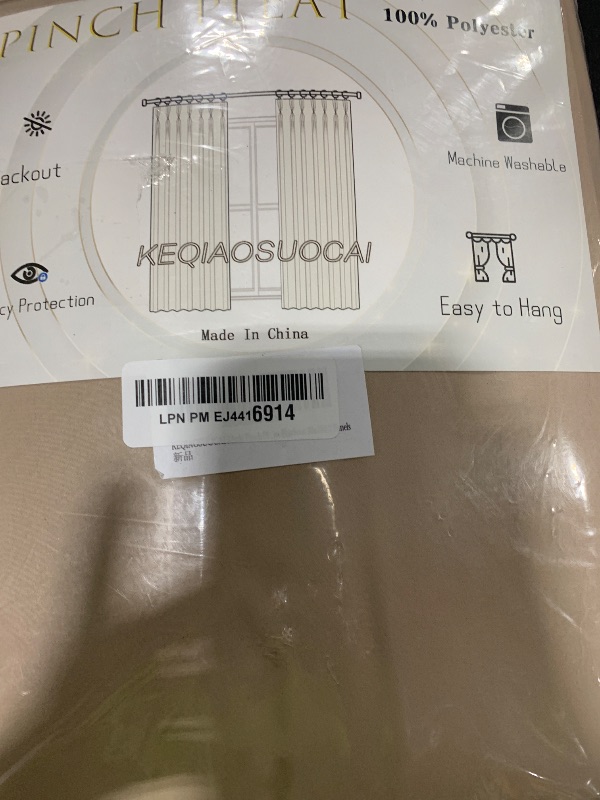 PINCH PLEAT
100% Polyester
ackout
Machine Washable
KEQIAOSUOCAI
cy Protection
Easy to Hang
Made In China
LPN PM EJ4416914
nels
新品